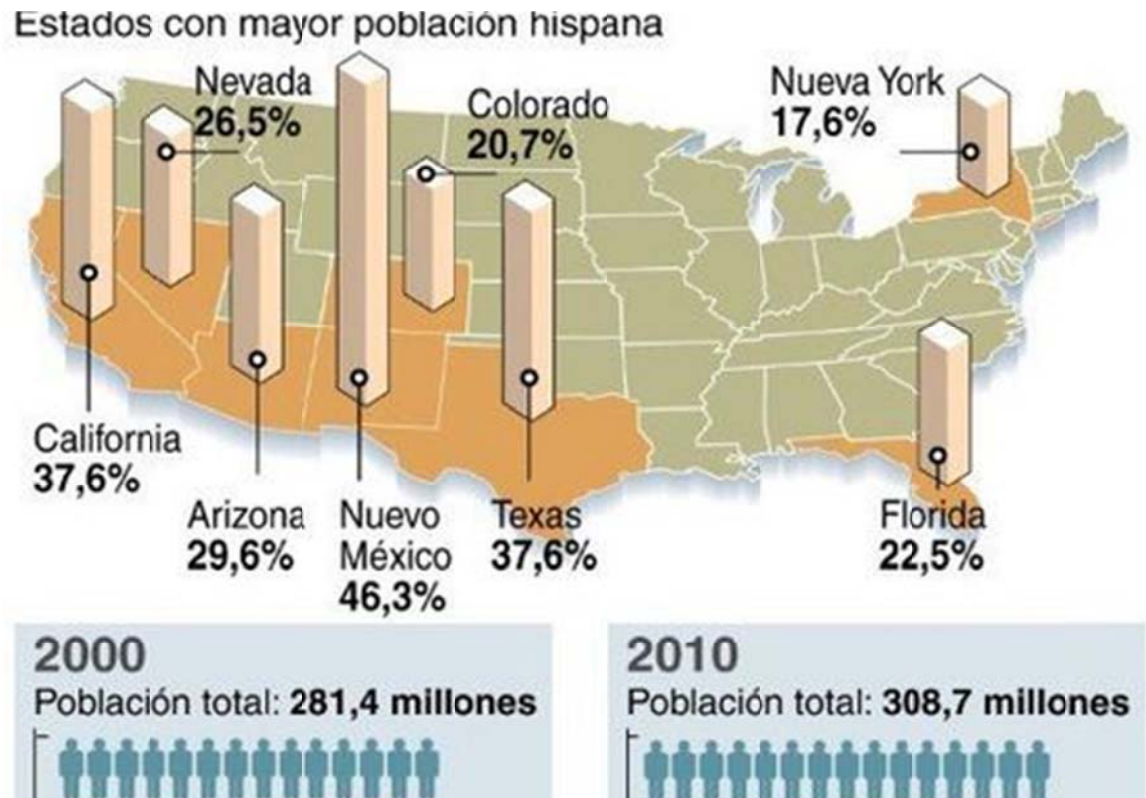 Estados con mayor población hispana
Nevada
26,5%
Colorado
20,7%
Nueva York
17,6%
California
37,6%
Arizona
29,6%
Nuevo
México
46,3%
Texas
37,6%
Florida
22,5%
2000
Población total: 281,4 millones
2010
Población total: 308,7 millones